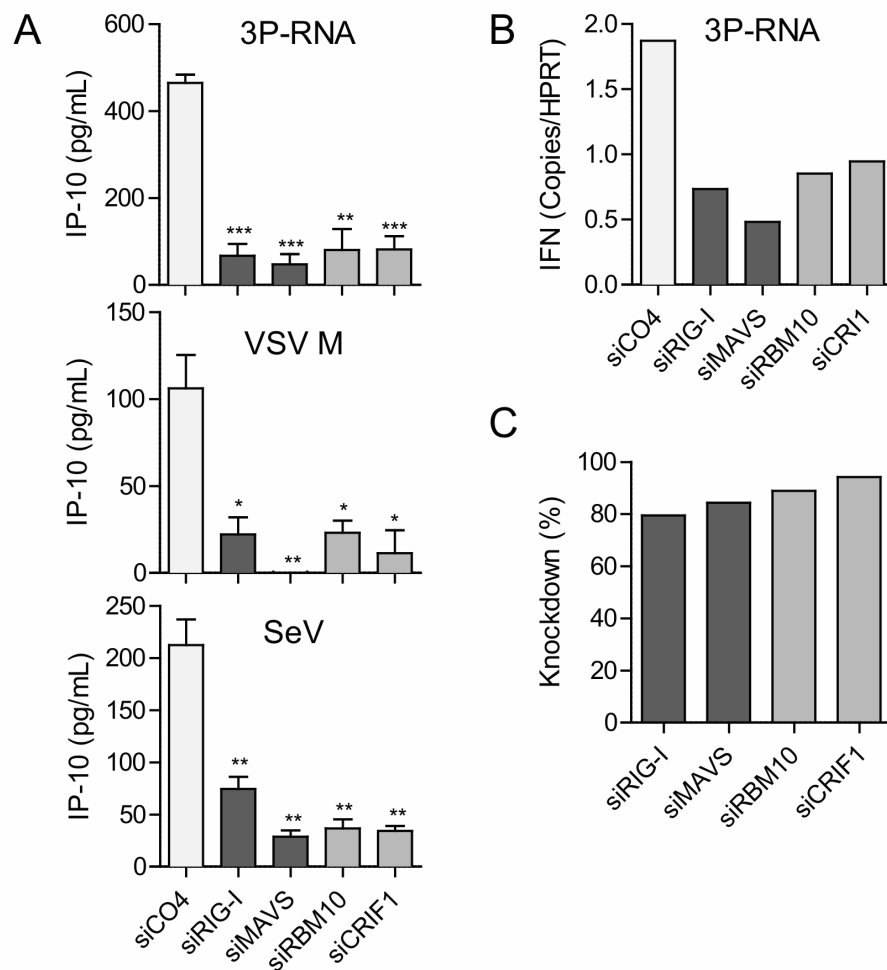 A
3P-RNA
IP-10 (pg/mL)
600
400
200
0
***
***
**
***
VSV M
IP-10 (pg/mL)
150
100
50
0
*
**
*
*
SeV
IP-10 (pg/mL)
250
200
150
100
50
0
**
**
**
**
siCO4
siRIG-I
siMAVS
siRBM10
siCRIF1
B
3P-RNA
IFN (Copies/HPRT)
2.0
1.5
1.0
0.5
0.0
siCO4
siRIG-I
siMAVS
siRBM10
siCRI1
C
Knockdown (%)
100
80
60
40
20
0
siRIG-I
siMAVS
siRBM10
siCRIF1